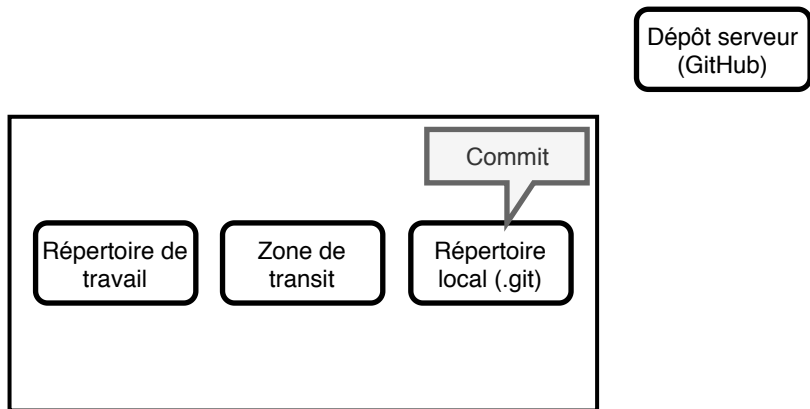 Dépôt serveur
(GitHub)
Commit
Répertoire de
travail
Zone de
transit
Répertoire
local (.git)